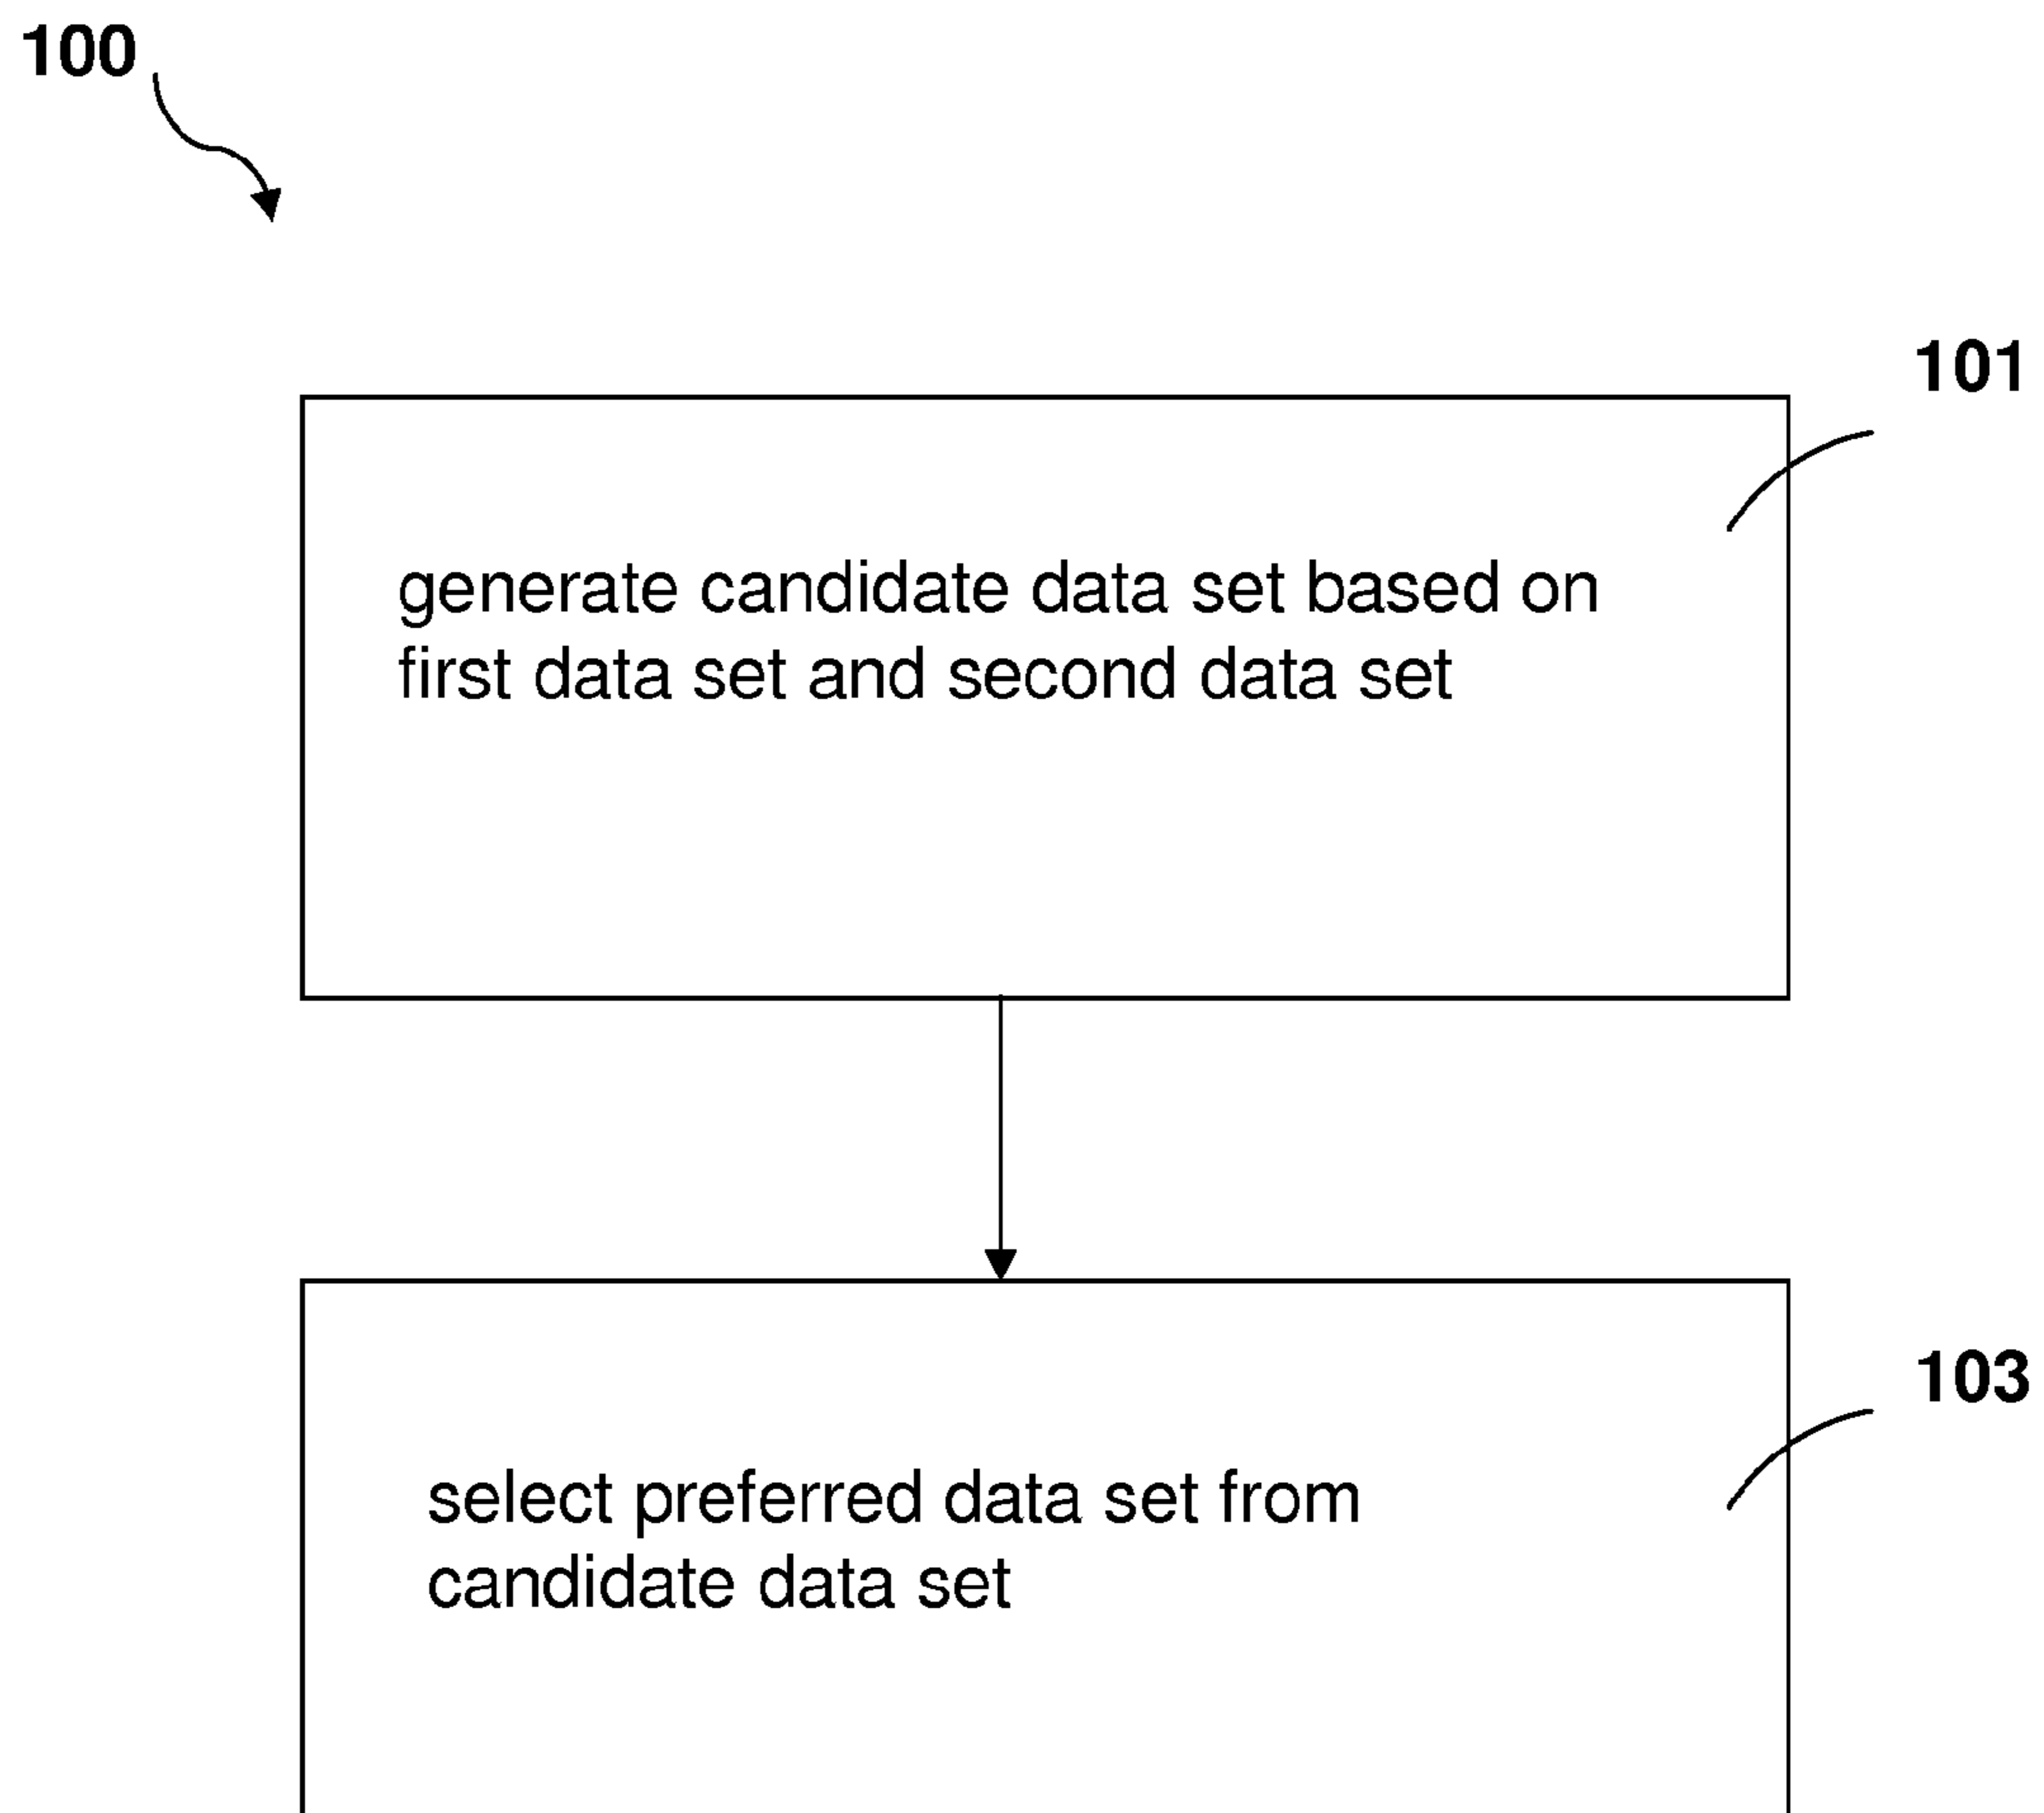 100
101
generate candidate data set based on
first data set and second data set
103
select preferred data set from
candidate data set